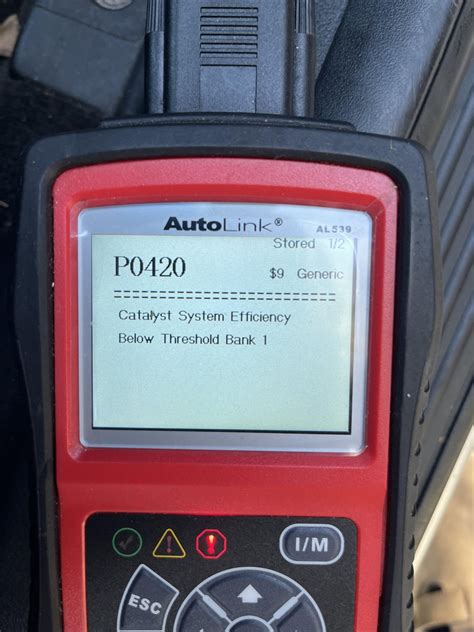 AutoLink®
AL539
Stored 1/2
P0420
$9 Generic
==============================
Catalyst System Efficiency
Below Threshold Bank 1
I/M
ESC